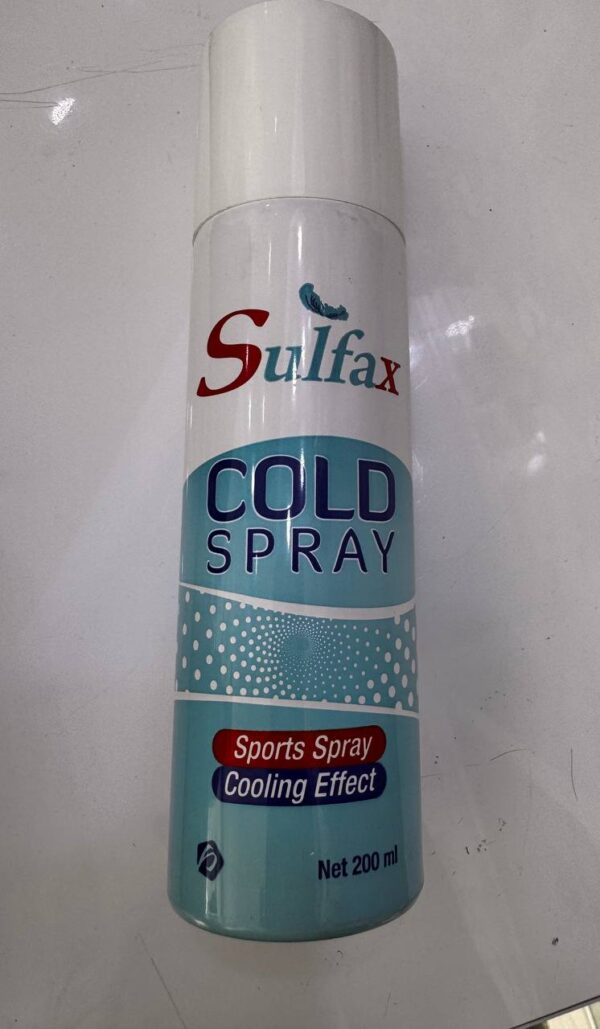 Sulfax
COLD
SPRAY
Sports Spray
Cooling Effect
Net 200 ml